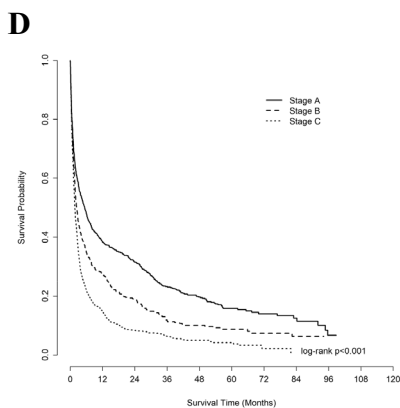 D
1.0
0.8
0.6
0.4
0.2
0.0
Survival Probability
Stage A
Stage B
Stage C
log-rank p<0.001
0 12 24 36 48 60 72 84 96 108 120
Survival Time (Months)